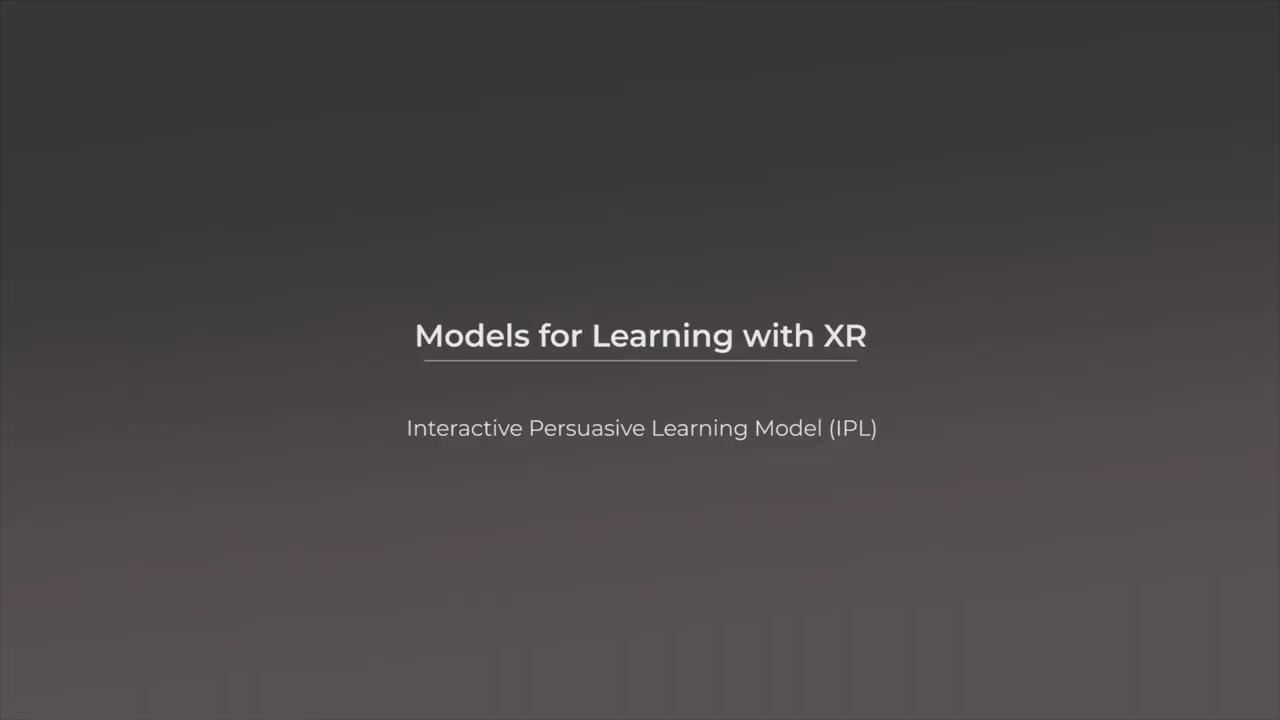 Models for Learning with XR
Interactive Persuasive Learning Model (IPL)